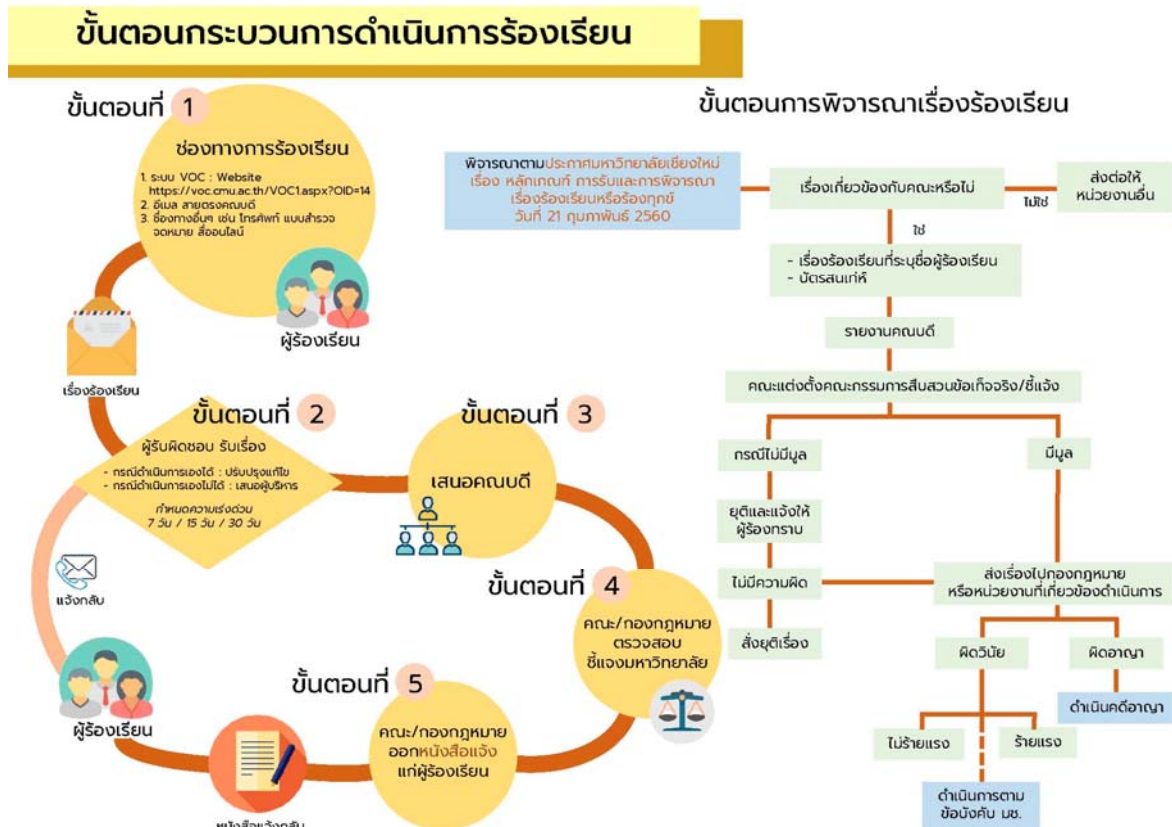 ขั้นตอนกระบวนการดำเนินการร้องเรียน
ขั้นตอนที่ 1
ช่องทางการร้องเรียน
1. ระบบ VOC : Website
https://voc.cmu.ac.th/VOC1.aspx?OID=14
2. อีเมล สายตรงคณบดี
3. ช่องทางอื่นๆ เช่น โทรศัพท์ แบบสำรวจ
จดหมาย สื่ออนไลน์
ผู้ร้องเรียน
เรื่องร้องเรียน
ขั้นตอนที่ 2
ผู้รับผิดชอบ รับเรื่อง
- กรณีดำเนินการเองได้ : ปรับปรุงแก้ไข
- กรณีดำเนินการเองไม่ได้ : เสนอผู้บริหาร
กำหนดความเร่งด่วน
7 วัน / 15 วัน / 30 วัน
ขั้นตอนที่ 3
เสนอคณบดี
แจ้งกลับ
ขั้นตอนที่ 4
คณะ/กองกฎหมาย
ตรวจสอบ
ชี้แจงมหาวิทยาลัย
ขั้นตอนที่ 5
คณะ/กองกฎหมาย
ออกหนังสือแจ้ง
แก่ผู้ร้องเรียน
ผู้ร้องเรียน
หนังสือแจ้งกลับ
ขั้นตอนการพิจารณาเรื่องร้องเรียน
พิจารณาตามประกาศมหาวิทยาลัยเชียงใหม่
เรื่อง หลักเกณฑ์ การรับและการพิจารณา
เรื่องร้องเรียนหรือร้องทุกข์
วันที่ 21 กุมภาพันธ์ 2560
เรื่องเกี่ยวข้องกับคณะหรือไม่
ไม่ใช่
ส่งต่อให้
หน่วยงานอื่น
ใช่
- เรื่องร้องเรียนที่ระบุชื่อผู้ร้องเรียน
- บัตรสนเท่ห์
รายงานคณบดี
คณะแต่งตั้งคณะกรรมการสืบสวนข้อเท็จจริง/ชี้แจ้ง
กรณีไม่มีมูล
มีมูล
ยุติและแจ้งให้
ผู้ร้องทราบ
ไม่มีความผิด
ส่งเรื่องไปกองกฎหมาย
หรือหน่วยงานที่เกี่ยวข้องดำเนินการ
สั่งยุติเรื่อง
ผิดวินัย
ผิดอาญา
ดำเนินคดีอาญา
ไม่ร้ายแรง
ร้ายแรง
ดำเนินการตาม
ข้อบังคับ มช.